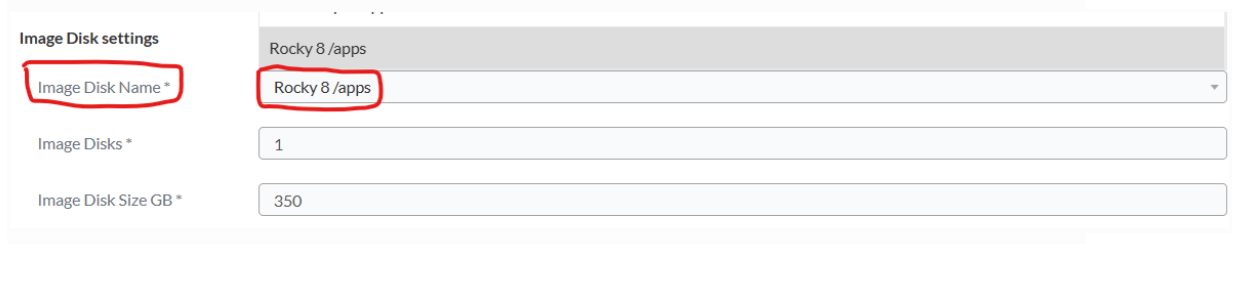 Image Disk settings
Rocky 8 /apps
Image Disk Name *
Rocky 8 /apps
Image Disks *
1
Image Disk Size GB *
350